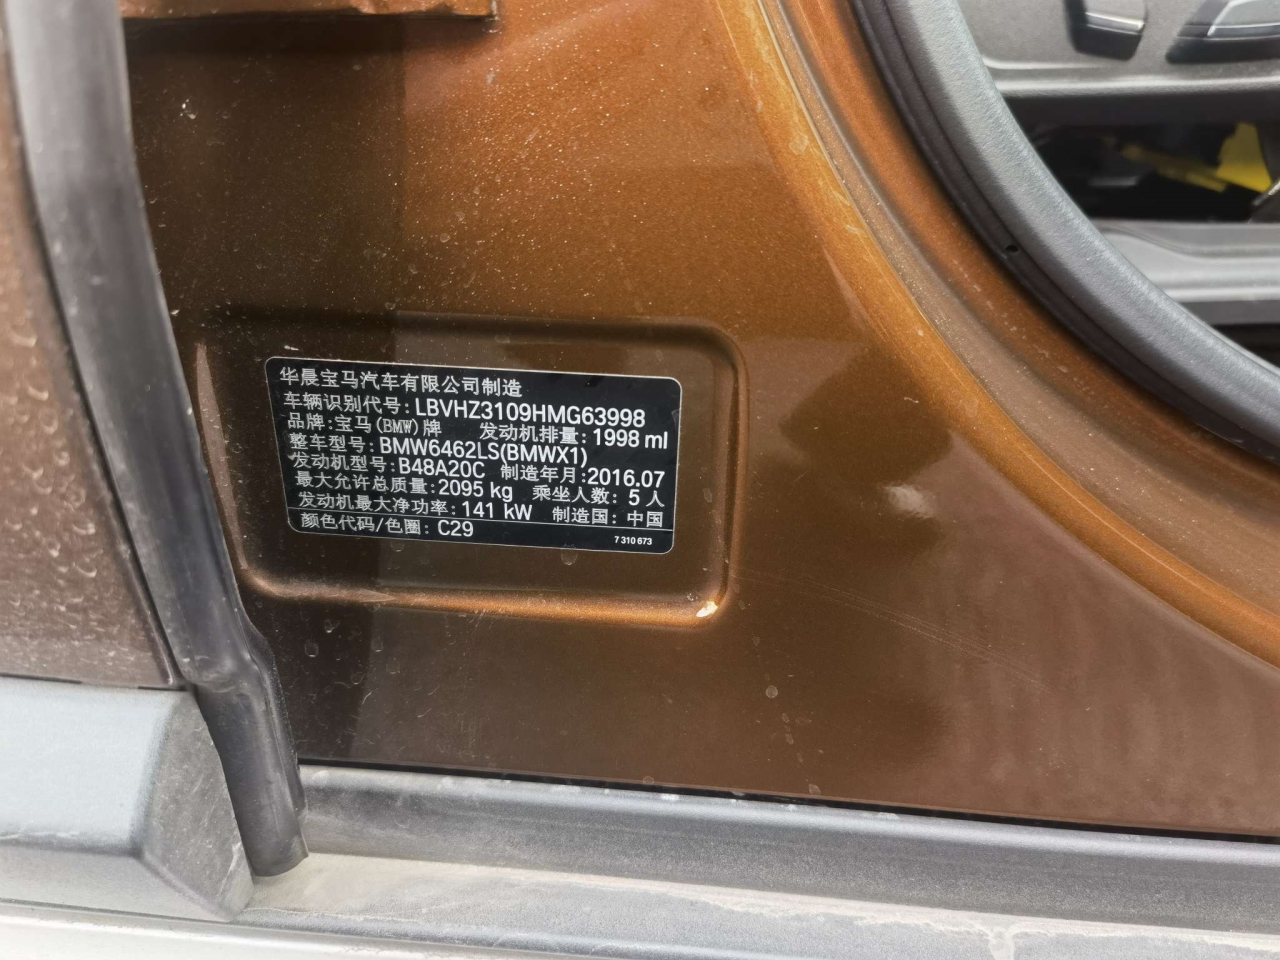 华晨宝马汽车有限公司制造
车辆识别代号: LBVHZ3109HMG63998
品牌: 宝马(BMW)牌 发动机排量: 1998 ml
整车型号: BMW6462LS(BMWX1)
发动机型号: B48A20C 制造年月:2016.07
最大允许总质量: 2095 kg 乘坐人数: 5 人
发动机最大净功率: 141 kW 制造国: 中国
颜色代码/色圈: C29 7 310 673